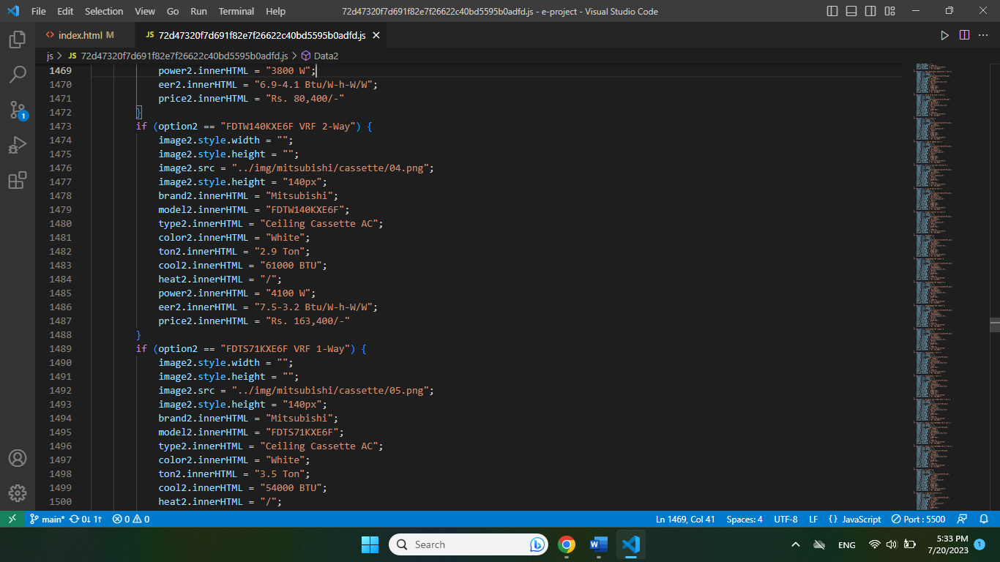 File Edit Selection View Go Run Terminal Help 72d47320f7d691f82e7f26622c40bd5595b0adfd.js - e-project - Visual Studio Code
index.html M JS 72d47320f7d691f82e7f26622c40bd5595b0adfd.js
js > JS 72d47320f7d691f82e7f26622c40bd5595b0adfd.js > Data2
1469 power2.innerHTML = "3800 W";
1470 eer2.innerHTML = "6.9-4.1 Btu/W-h-W/W";
1471 price2.innerHTML = "Rs. 80,400/-"
1472 }
1473 if (option2 == "FDTW140KXE6F VRF 2-Way") {
1474 image2.style.width = "";
1475 image2.style.height = "";
1476 image2.src = "../img/mitsubishi/cassette/04.png";
1477 image2.style.height = "140px";
1478 brand2.innerHTML = "Mitsubishi";
1479 model2.innerHTML = "FDTW140KXE6F";
1480 type2.innerHTML = "Ceiling Cassette AC";
1481 color2.innerHTML = "White";
1482 ton2.innerHTML = "2.9 Ton";
1483 cool2.innerHTML = "61000 BTU";
1484 heat2.innerHTML = "/";
1485 power2.innerHTML = "4100 W";
1486 eer2.innerHTML = "7.5-3.2 Btu/W-h-W/W";
1487 price2.innerHTML = "Rs. 163,400/-"
1488 }
1489 if (option2 == "FDTS71KXE6F VRF 1-Way") {
1490 image2.style.width = "";
1491 image2.style.height = "";
1492 image2.src = "../img/mitsubishi/cassette/05.png";
1493 image2.style.height = "140px";
1494 brand2.innerHTML = "Mitsubishi";
1495 model2.innerHTML = "FDTS71KXE6F";
1496 type2.innerHTML = "Ceiling Cassette AC";
1497 color2.innerHTML = "White";
1498 ton2.innerHTML = "3.5 Ton";
1499 cool2.innerHTML = "54000 BTU";
1500 heat2.innerHTML = "/";
1
main* 0↓ 1↑ 0 0 Ln 1469, Col 41 Spaces: 4 UTF-8 LF {} JavaScript Port : 5500
Search ENG 5:33 PM
7/20/2023 1